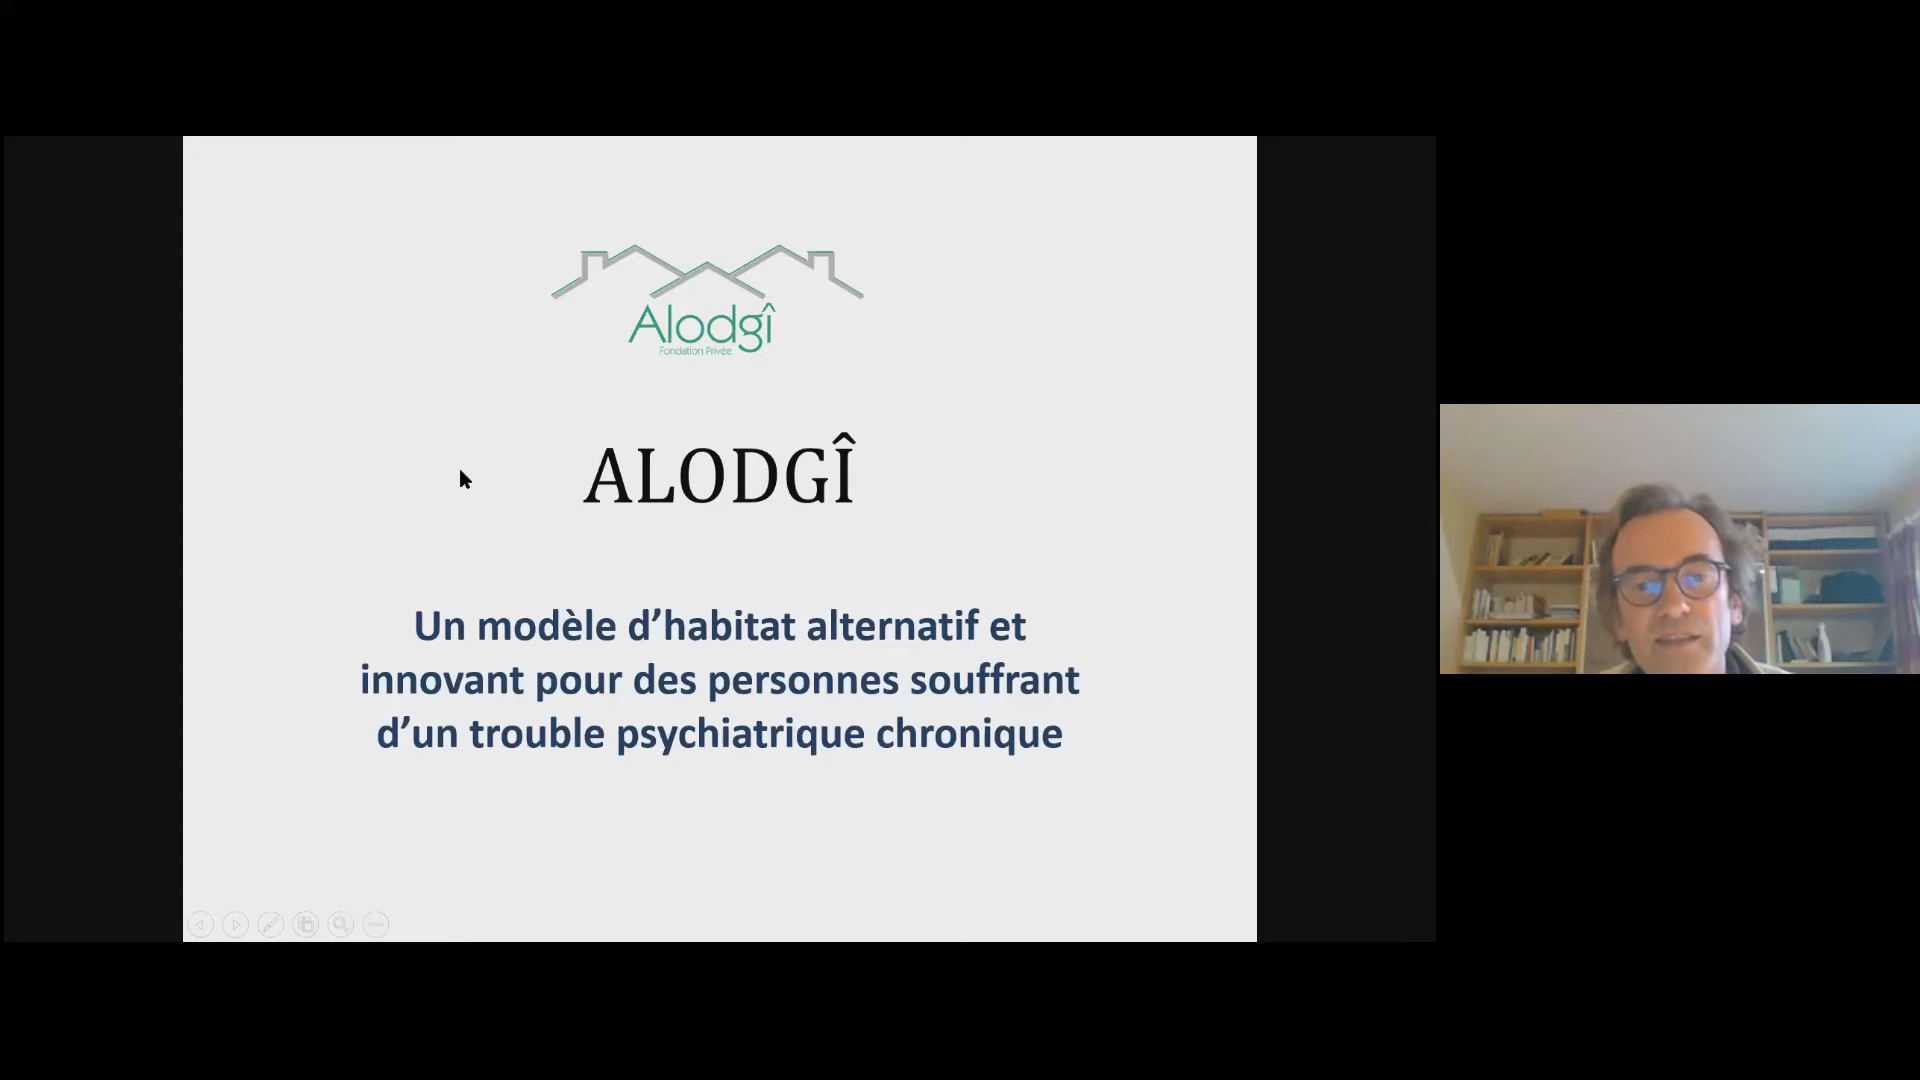 Alodgî
Fondation Privée
ALODGÎ
Un modèle d’habitat alternatif et
innovant pour des personnes souffrant
d’un trouble psychiatrique chronique